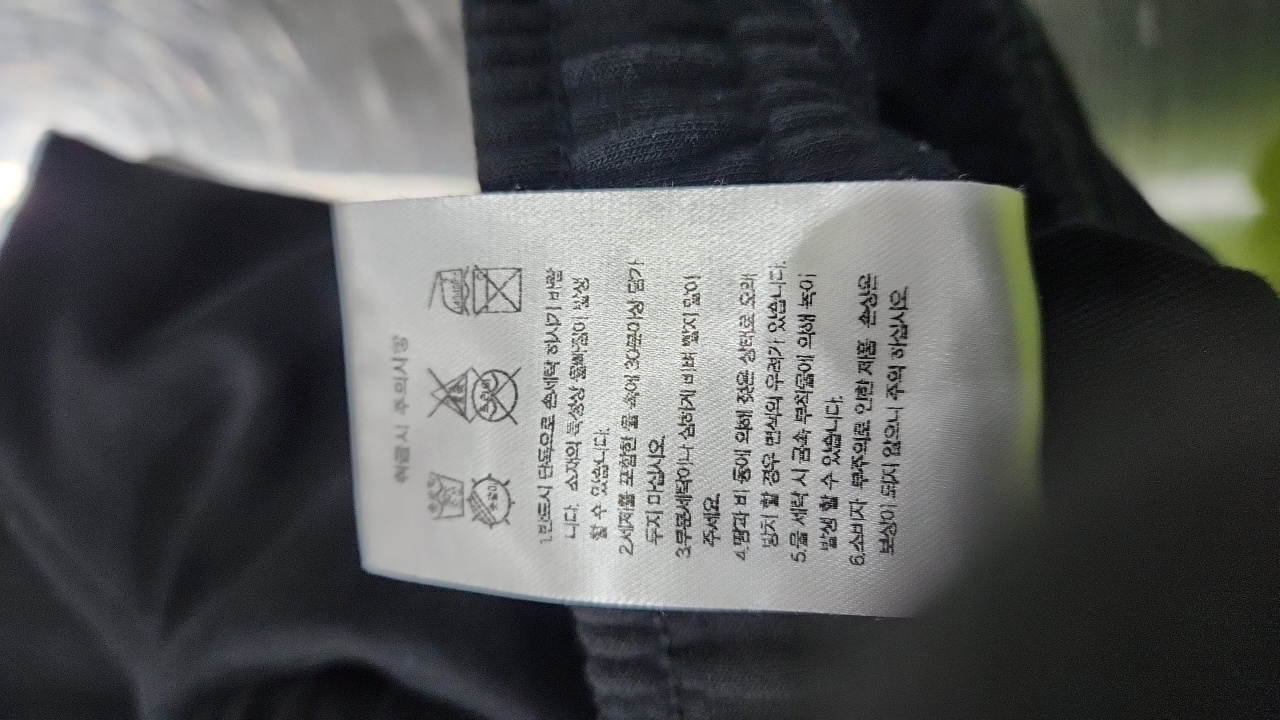 취급시 주의사항
1.반드시 단독으로 손세탁 하시기 바랍
니다. 소재의 특성상 물빠짐이 발생
할 수 있습니다.
2.세제를 포함한 물 속에 30분이상 담가
두지 마십시오
3.부분세탁이나 심하게 비벼 빨지 말아
주세요.
4.땀과 비 등에 의해 젖은 상태로 오래
방치 할 경우 변색의 우려가 있습니다.
5.물 세탁 시 금속 부착물에 의해 녹이
발생 할 수 있습니다.
6.소비자 부주의로 인한 제품 손상은
보상이 되지 않으니 주의 하십시오